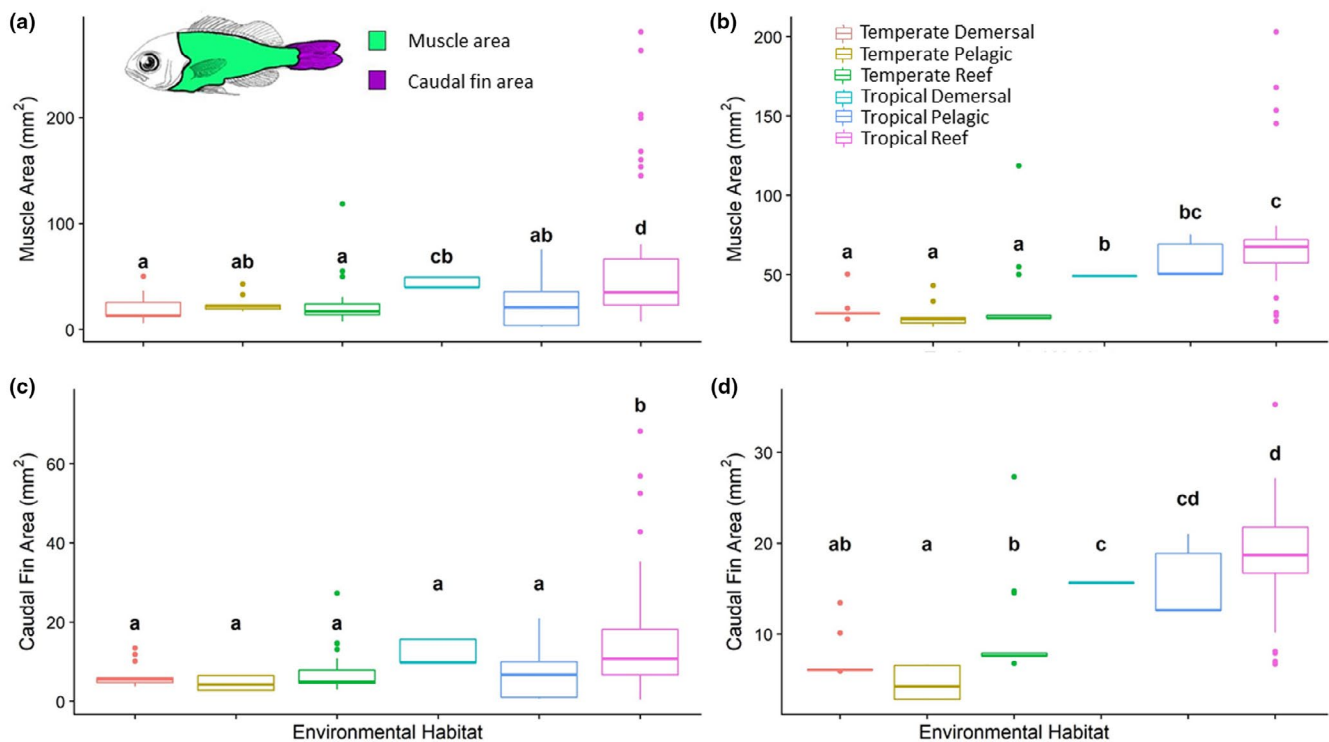 (a)
Muscle area
Caudal fin area
Muscle Area (mm²)
200
100
0
a
ab
a
cb
ab
d
(b)
Temperate Demersal
Temperate Pelagic
Temperate Reef
Tropical Demersal
Tropical Pelagic
Tropical Reef
Muscle Area (mm²)
200
150
100
50
a
a
a
b
bc
c
(c)
Caudal Fin Area (mm²)
60
40
20
0
a
a
a
a
a
b
Environmental Habitat
(d)
Caudal Fin Area (mm²)
30
20
10
ab
a
b
c
cd
d
Environmental Habitat